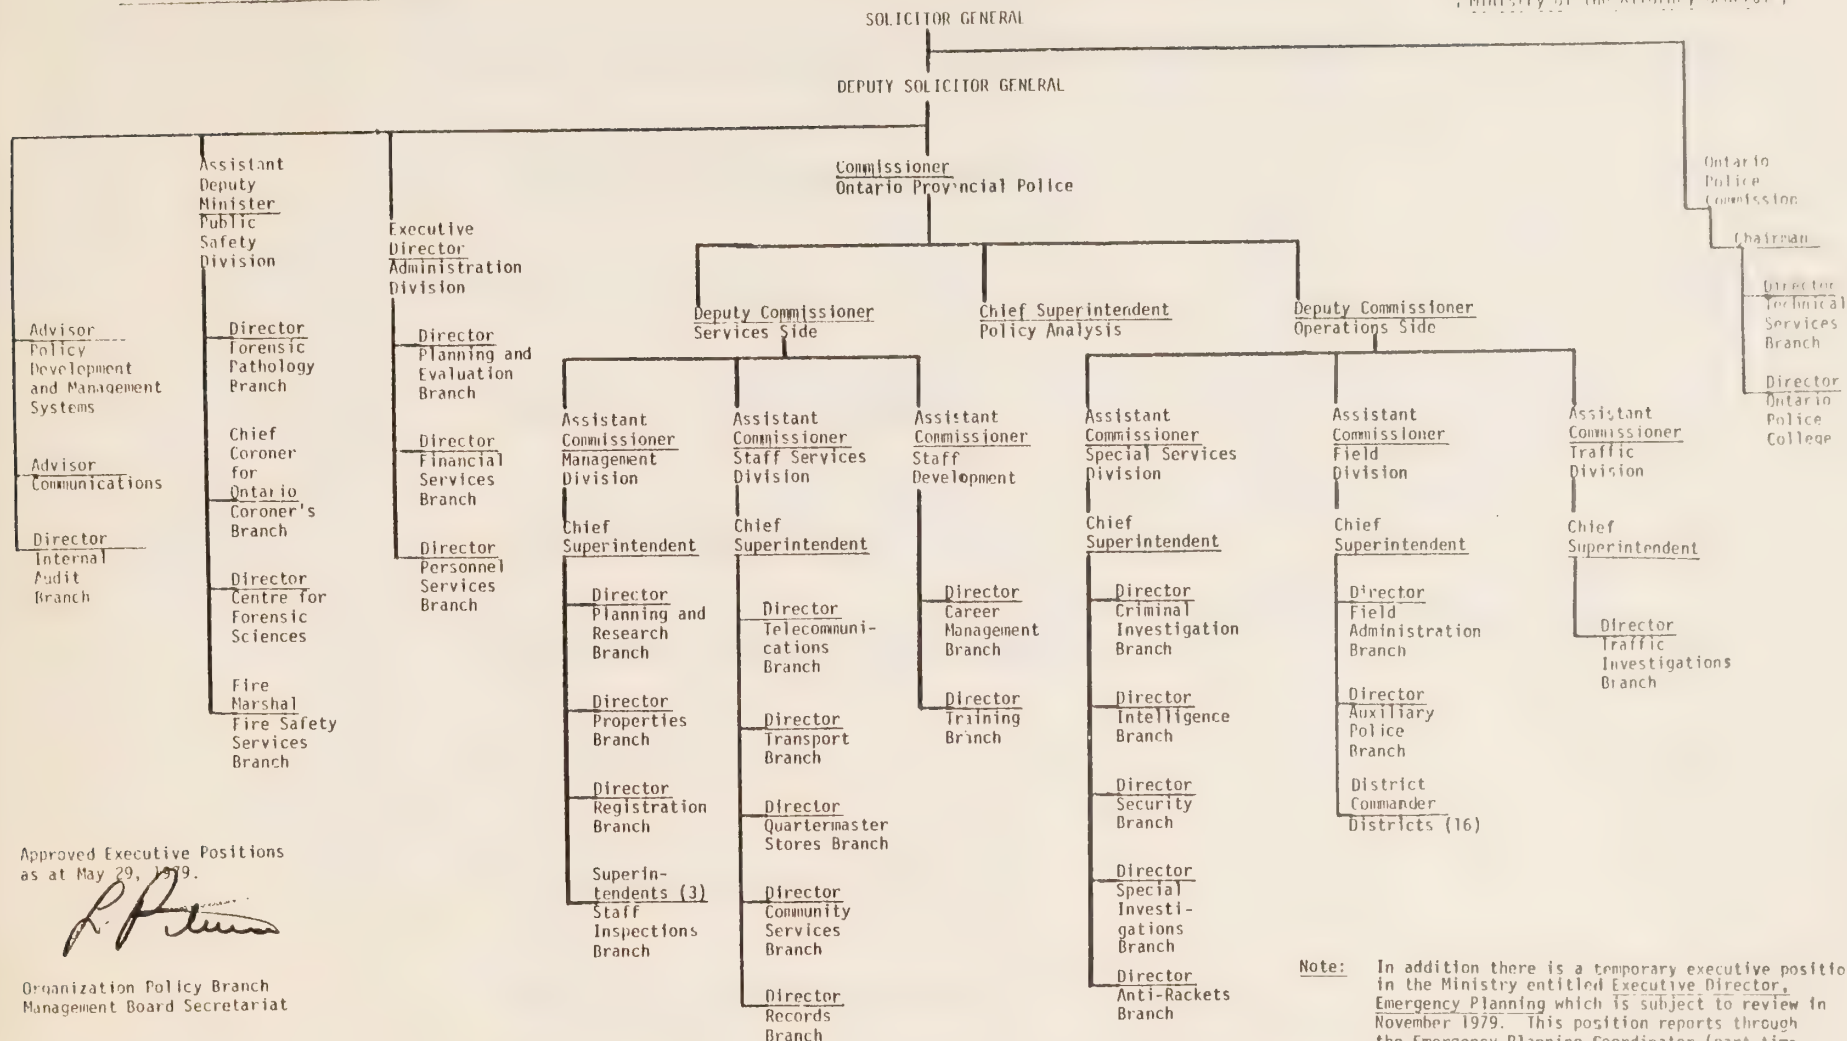 Ministry of the Attorney General
SOLICITOR GENERAL
DEPUTY SOLICITOR GENERAL
Commissioner
Ontario Provincial Police
Advisor
Policy
Development
and Management
Systems
Advisor
Communications
Director
Internal
Audit
Branch
Assistant
Deputy
Minister
Public
Safety
Division
Director
Forensic
Pathology
Branch
Chief
Coroner
for
Ontario
Coroner's
Branch
Director
Centre for
Forensic
Sciences
Fire
Marshal
Fire Safety
Services
Branch
Executive
Director
Administration
Division
Director
Planning and
Evaluation
Branch
Director
Financial
Services
Branch
Director
Personnel
Services
Branch
Deputy Commissioner
Services Side
Chief Superintendent
Policy Analysis
Deputy Commissioner
Operations Side
Assistant
Commissioner
Management
Division
Chief
Superintendent
Director
Planning and
Research
Branch
Director
Properties
Branch
Director
Registration
Branch
Superin-
tendents (3)
Staff
Inspections
Branch
Assistant
Commissioner
Staff Services
Division
Chief
Superintendent
Director
Telecommuni-
cations
Branch
Director
Transport
Branch
Director
Quartermaster
Stores Branch
Director
Community
Services
Branch
Director
Records
Branch
Assistant
Commissioner
Staff
Development
Director
Career
Management
Branch
Director
Training
Branch
Assistant
Commissioner
Special Services
Division
Chief
Superintendent
Director
Criminal
Investigation
Branch
Director
Intelligence
Branch
Director
Security
Branch
Director
Special
Investi-
gations
Branch
Director
Anti-Rackets
Branch
Assistant
Commissioner
Field
Division
Chief
Superintendent
Director
Field
Administration
Branch
Director
Auxiliary
Police
Branch
District
Commander
Districts (16)
Assistant
Commissioner
Traffic
Division
Chief
Superintendent
Director
Traffic
Investigations
Branch
Ontario
Police
Commission
Chairman
Director
Technical
Services
Branch
Director
Ontario
Police
College
Approved Executive Positions
as at May 29, 1979.
Organization Policy Branch
Management Board Secretariat
Note: In addition there is a temporary executive positio
in the Ministry entitled Executive Director,
Emergency Planning which is subject to review in
November 1979. This position reports through
the Emergency Planning Coordinator (part time